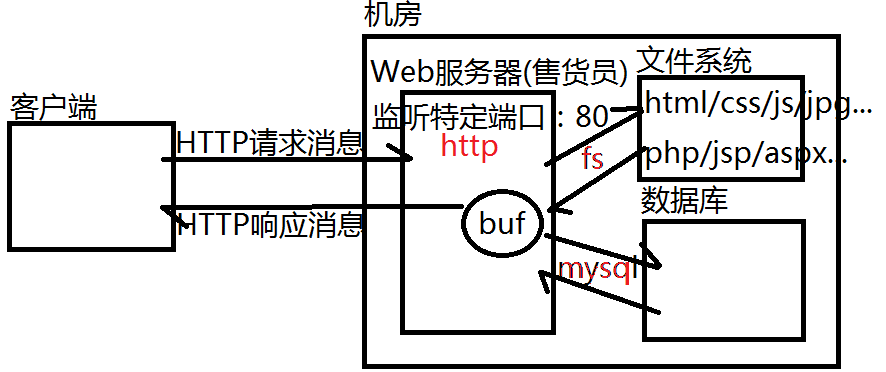 机房
Web服务器(售货员)
文件系统
客户端
监听特定端口：80
html/css/js/jpg...
HTTP请求消息
http
fs
php/jsp/aspx...
数据库
HTTP响应消息
buf
mysql